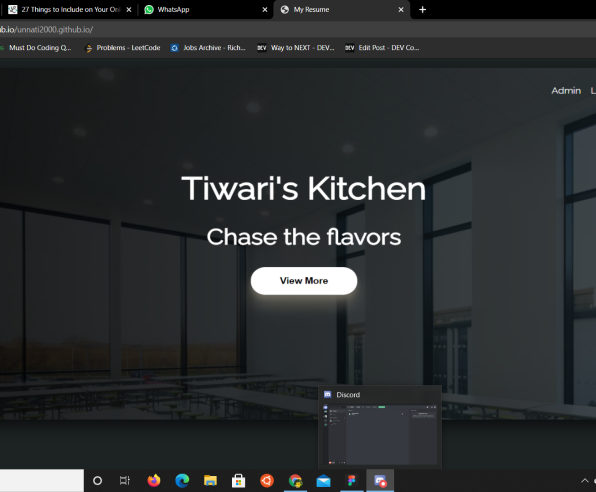 27 Things to Include on Your Onl
WhatsApp
My Resume
b.io/unnati2000.github.io/
Must Do Coding Q...
Problems - LeetCode
Jobs Archive - Rich...
DEV
Way to NEXT - DEV...
DEV
Edit Post - DEV Co...
Admin L
Tiwari's Kitchen
Chase the flavors
View More
Discord